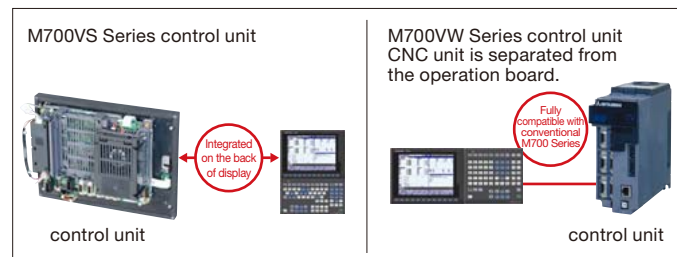 M700VS Series control unit
Integrated
on the back
of display
control unit
M700VW Series control unit
CNC unit is separated from
the operation board.
Fully
compatible with
conventional
M700 Series
MITSUBISHI
control unit